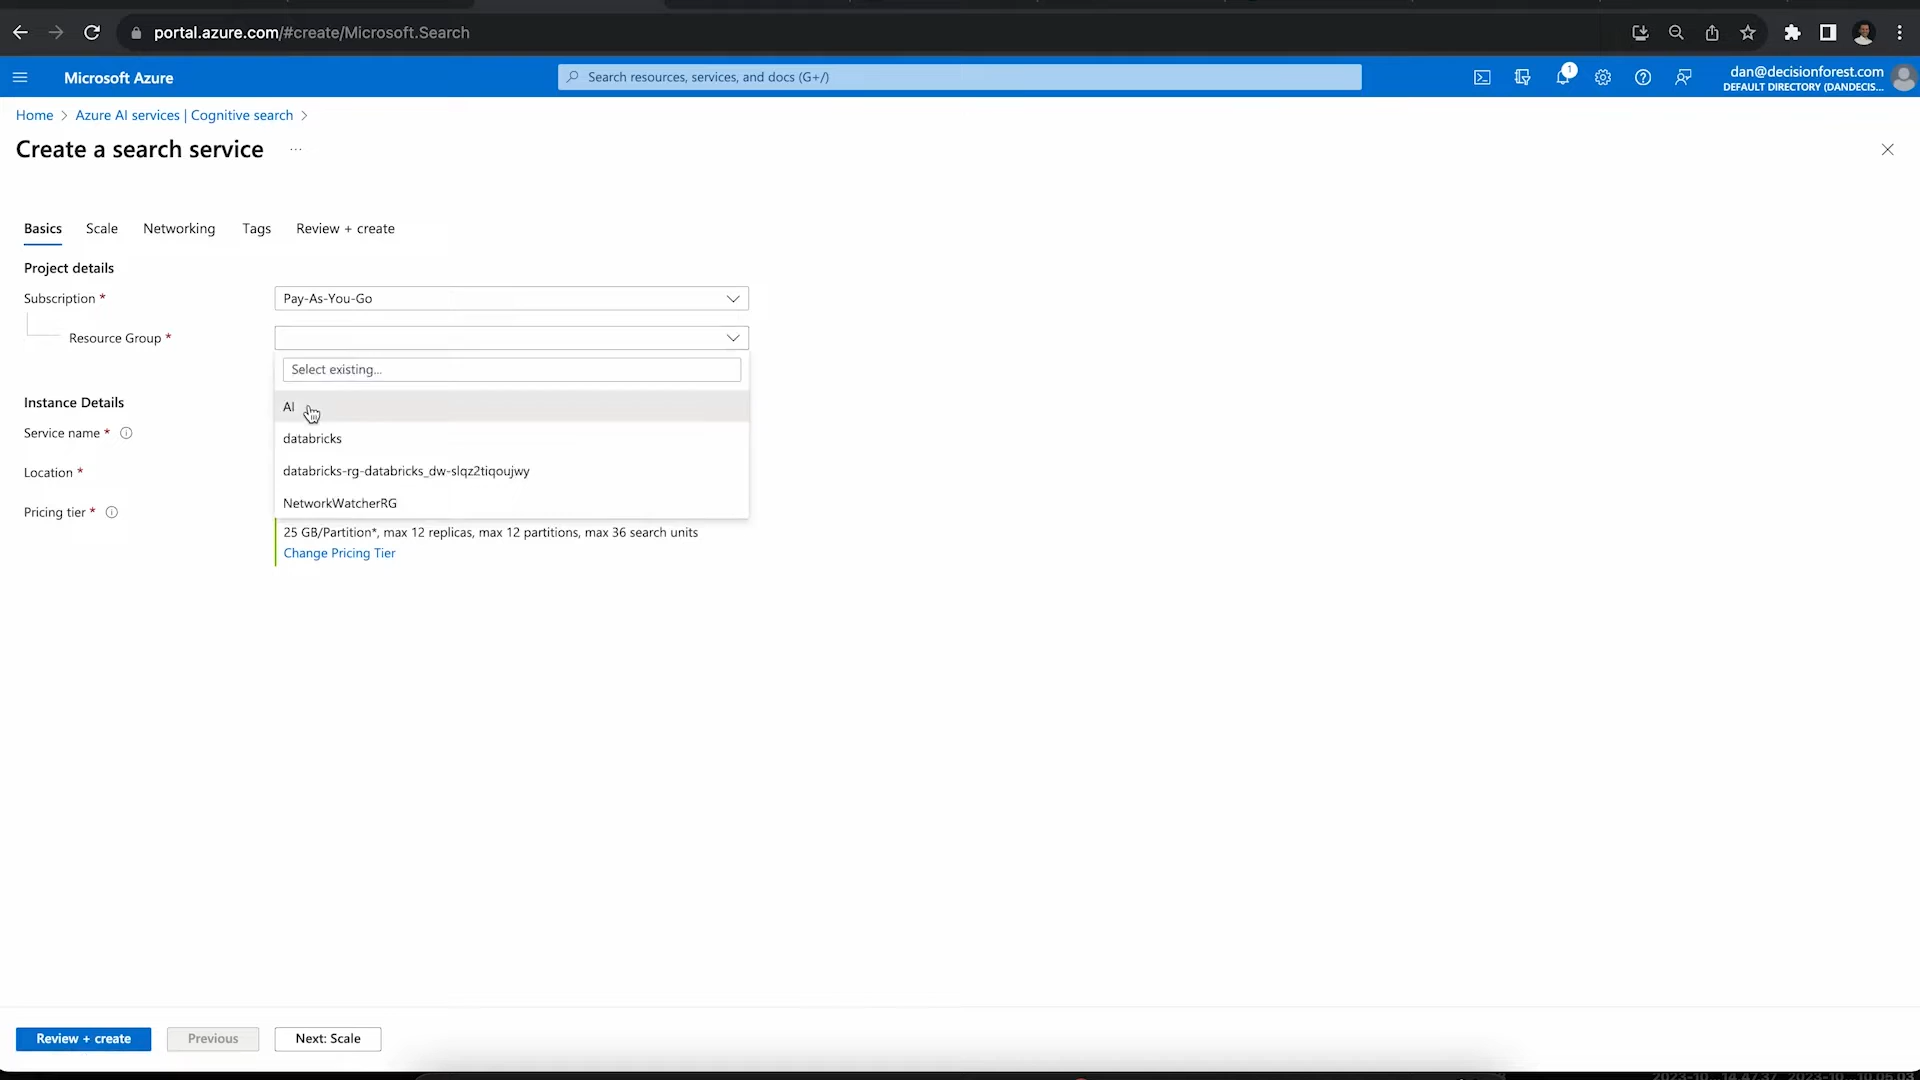 portal.azure.com/#create/Microsoft.Search
Microsoft Azure
Search resources, services, and docs (G+/)
1
dan@decisionforest.com
DEFAULT DIRECTORY (DANDECIS...
Home > Azure AI services | Cognitive search >
Create a search service ...
Basics Scale Networking Tags Review + create
Project details
Subscription * Pay-As-You-Go
Resource Group *
Select existing...
AI
databricks
databricks-rg-databricks_dw-slqz2tiqoujwy
NetworkWatcherRG
Instance Details
Service name *
Location *
Pricing tier *
25 GB/Partition*, max 12 replicas, max 12 partitions, max 36 search units
Change Pricing Tier
Review + create Previous Next: Scale